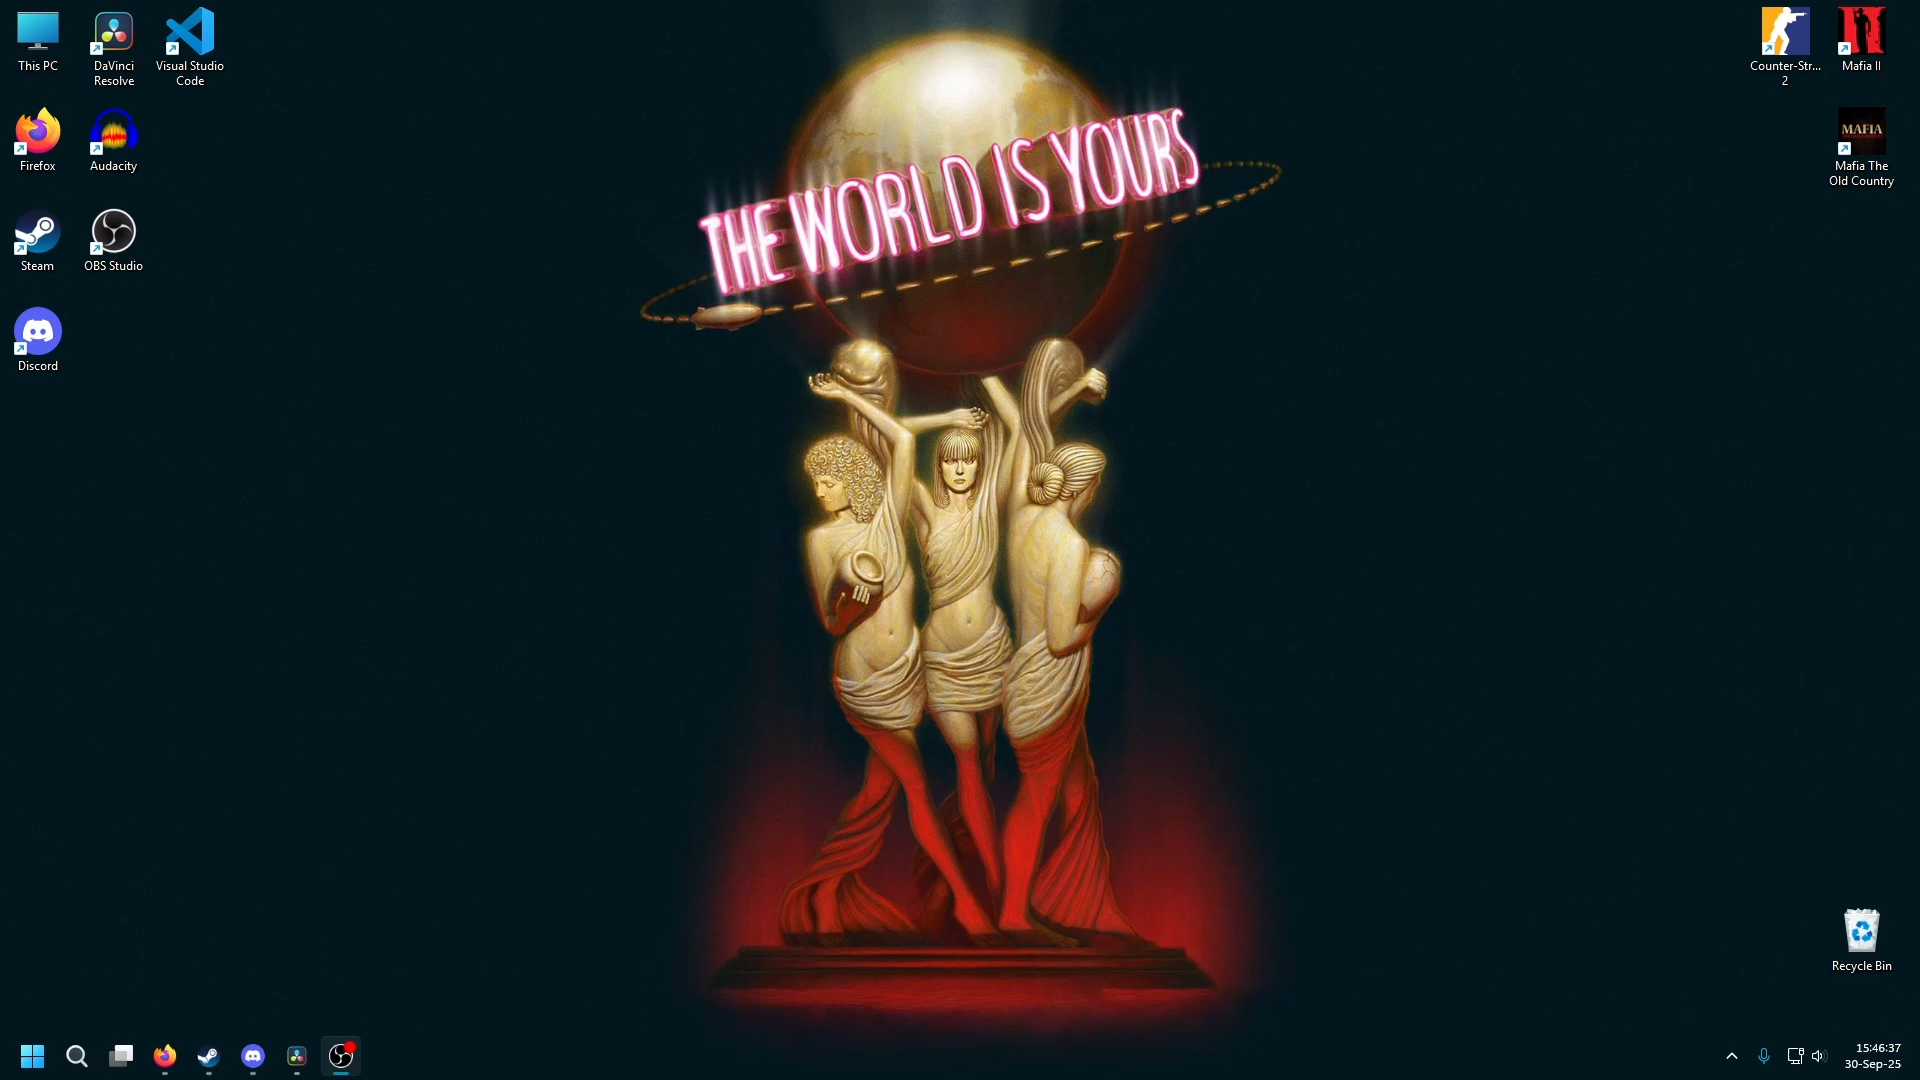 This PC
DaVinci
Resolve
Visual Studio
Code
Counter-Str...
2
Mafia II
THE WORLD IS YOURS
Firefox
Audacity
MAFIA
Mafia The
Old Country
Steam
OBS Studio
Discord
Recycle Bin
15:46:37
30-Sep-25